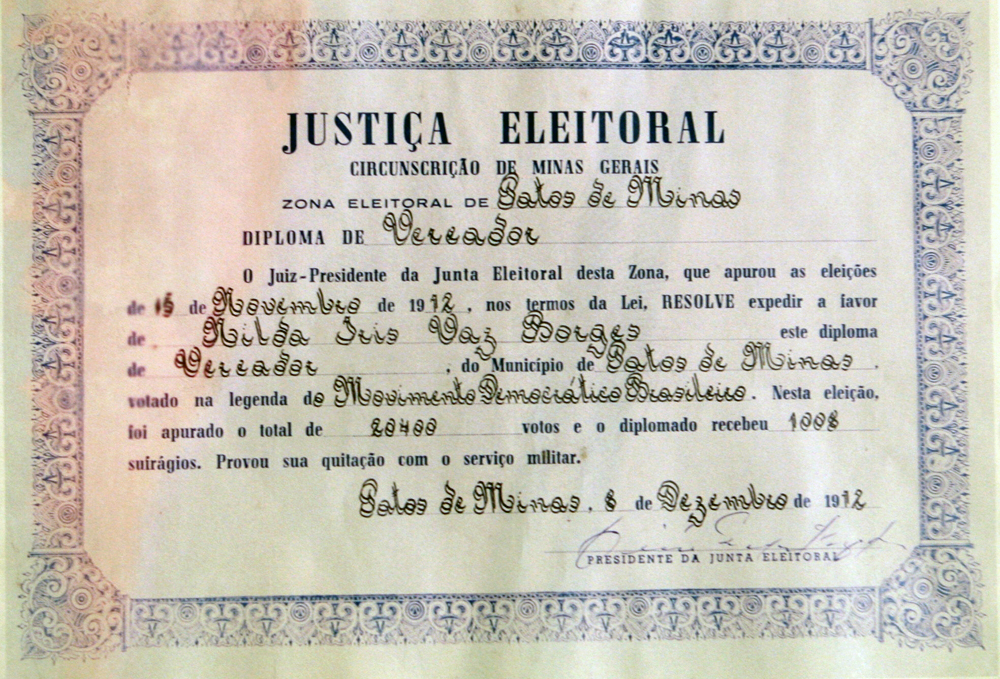 JUSTIÇA ELEITORAL
CIRCUNSCRIÇÃO DE MINAS GERAIS
ZONA ELEITORAL DE Patos de Minas
DIPLOMA DE Vereador
O Juiz-Presidente da Junta Eleitoral desta Zona, que apurou as eleições
de 15 de Novembro de 1972, nos termos da Lei, RESOLVE expedir a favor
de Nilda Iris Vaz Borges este diploma
de Vereador, do Município de Patos de Minas.
votado na legenda do Movimento Democrático Brasileiro. Nesta eleição,
foi apurado o total de 20400 votos e o diplomado recebeu 1008
sufrágios. Provou sua quitação com o serviço militar.
Patos de Minas, 8 de Dezembro de 1972
PRESIDENTE DA JUNTA ELEITORAL